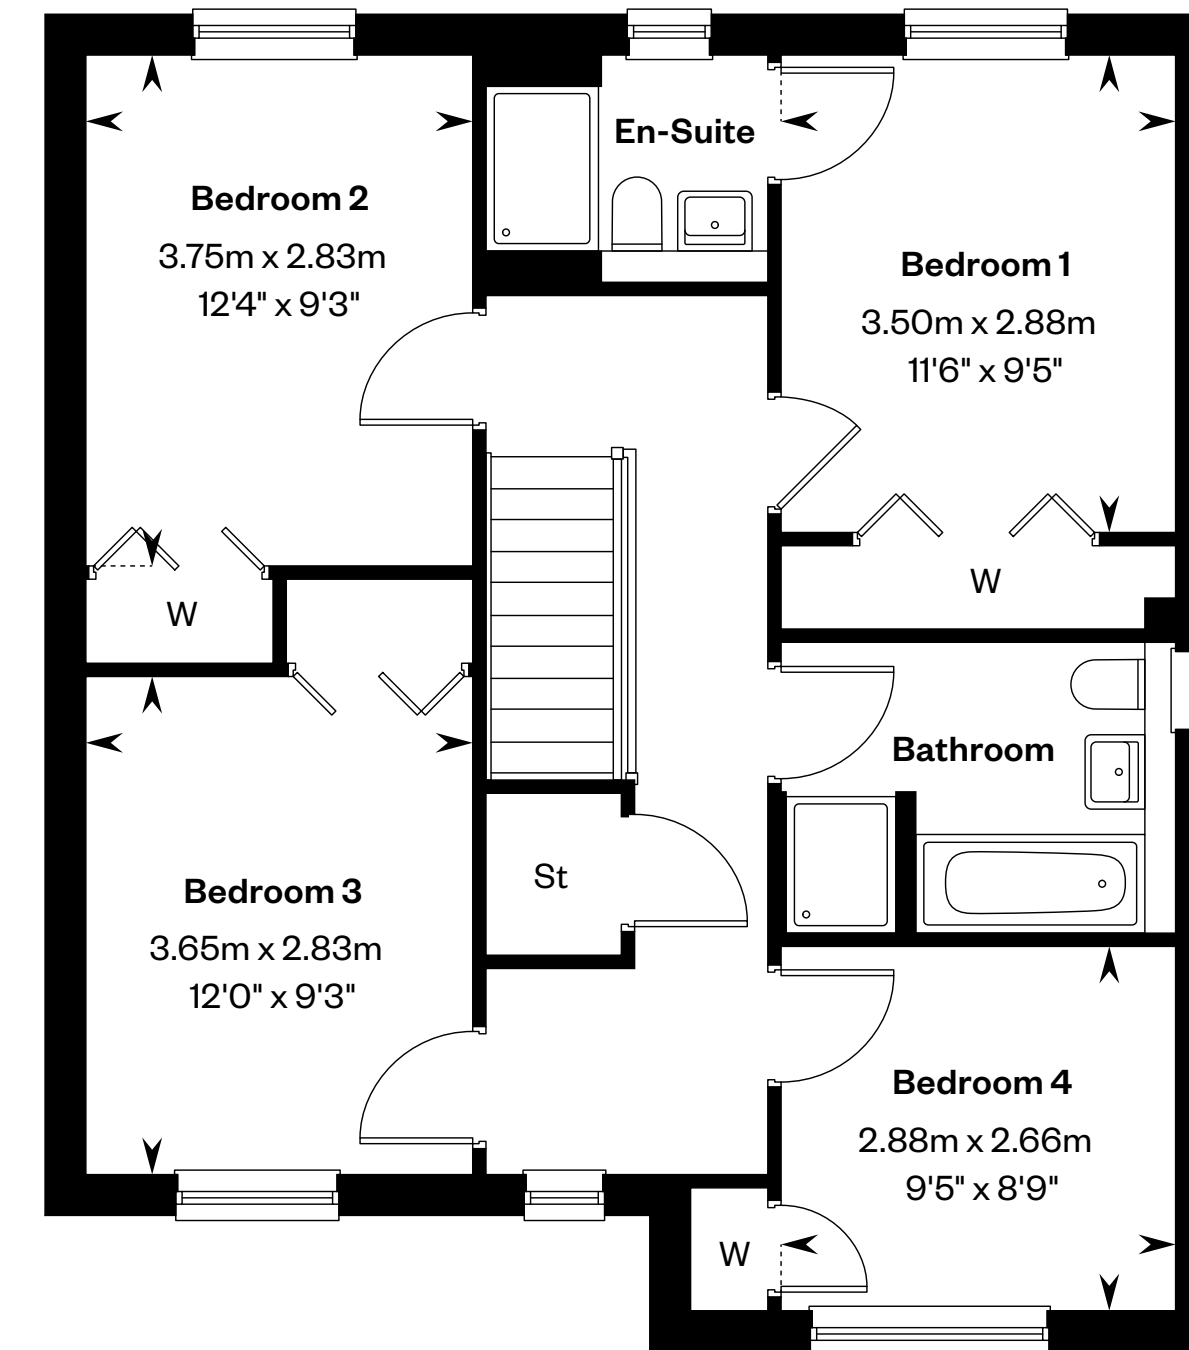 En-Suite
Bedroom 2
3.75m x 2.83m
12'4" x 9'3"
Bedroom 1
3.50m x 2.88m
11'6" x 9'5"
W
W
Bathroom
St
Bedroom 3
3.65m x 2.83m
12'0" x 9'3"
Bedroom 4
2.88m x 2.66m
9'5" x 8'9"
W